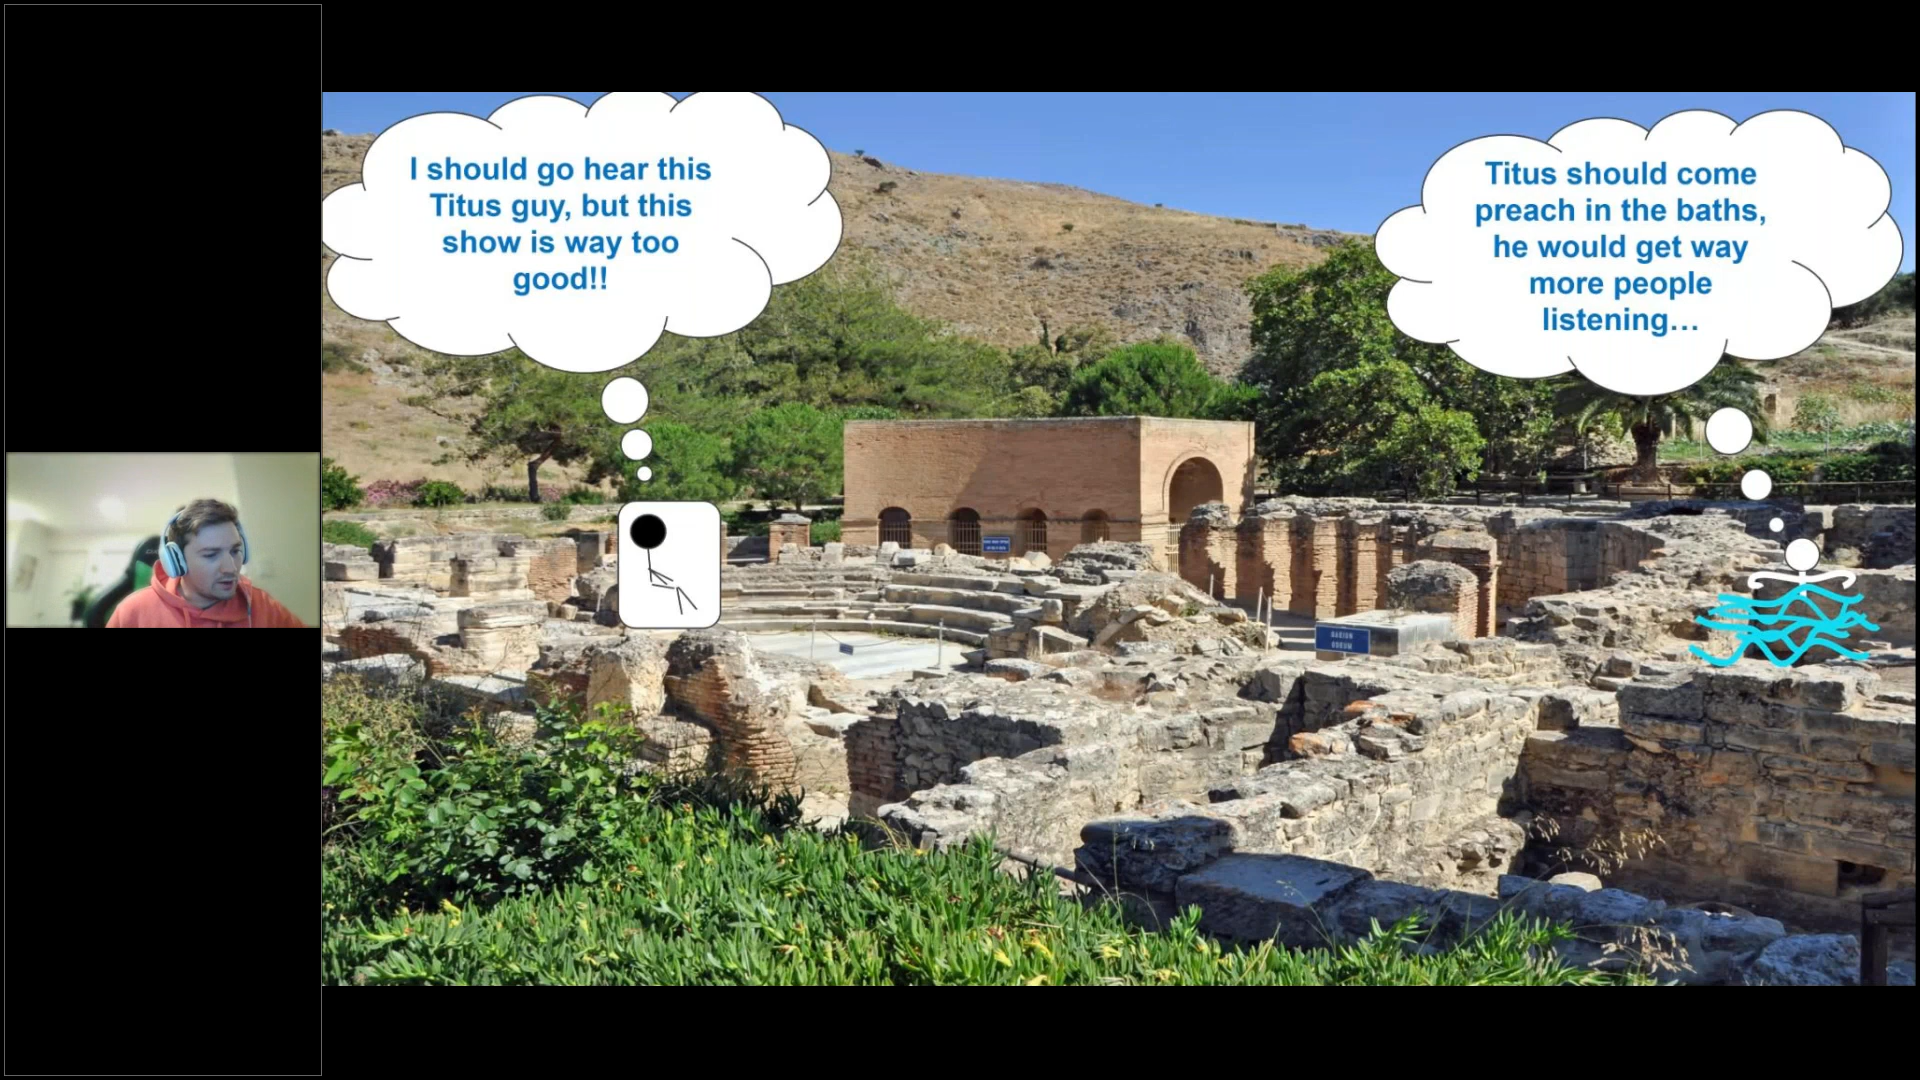 I should go hear this
Titus guy, but this
show is way too
good!!
Titus should come
preach in the baths,
he would get way
more people
listening…